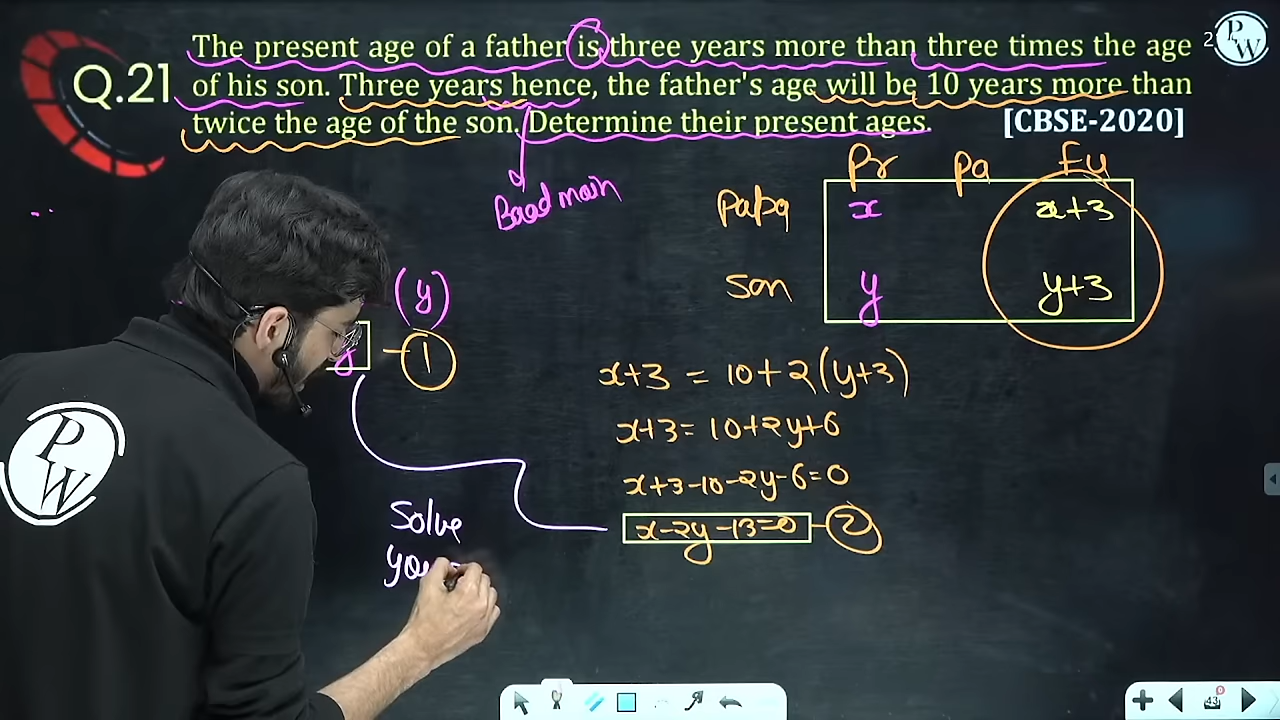 The present age of a father is three years more than three times the age
Q.21 of his son. Three years hence, the father's age will be 10 years more than
twice the age of the son. Determine their present ages. [CBSE-2020]
2
PW
Pr Pa Fu
Baad main
Papa x x+3
son y y+3
(y)
y - 1
x+3 = 10+2(y+3)
x+3 = 10+2y+6
x+3-10-2y-6=0
x-2y-13=0 - 2
Solve
you
PW
43